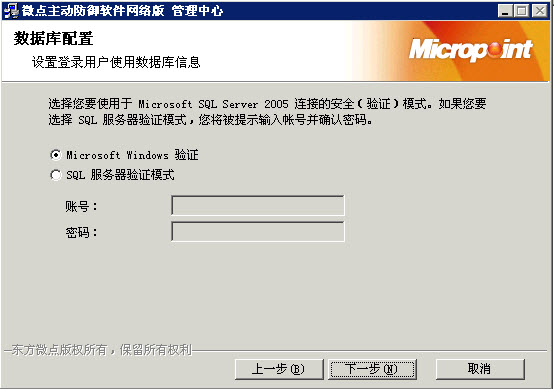 微点主动防御软件网络版 管理中心
数据库配置
设置登录用户使用数据库信息
Micropoint
选择您要使用于 Microsoft SQL Server 2005 连接的安全(验证)模式。如果您要
选择 SQL 服务器验证模式,您将被提示输入帐号并确认密码。
Microsoft Windows 验证
SQL 服务器验证模式
账号:
密码:
东方微点版权所有,保留所有权利
上一步(B)
下一步(N)
取消